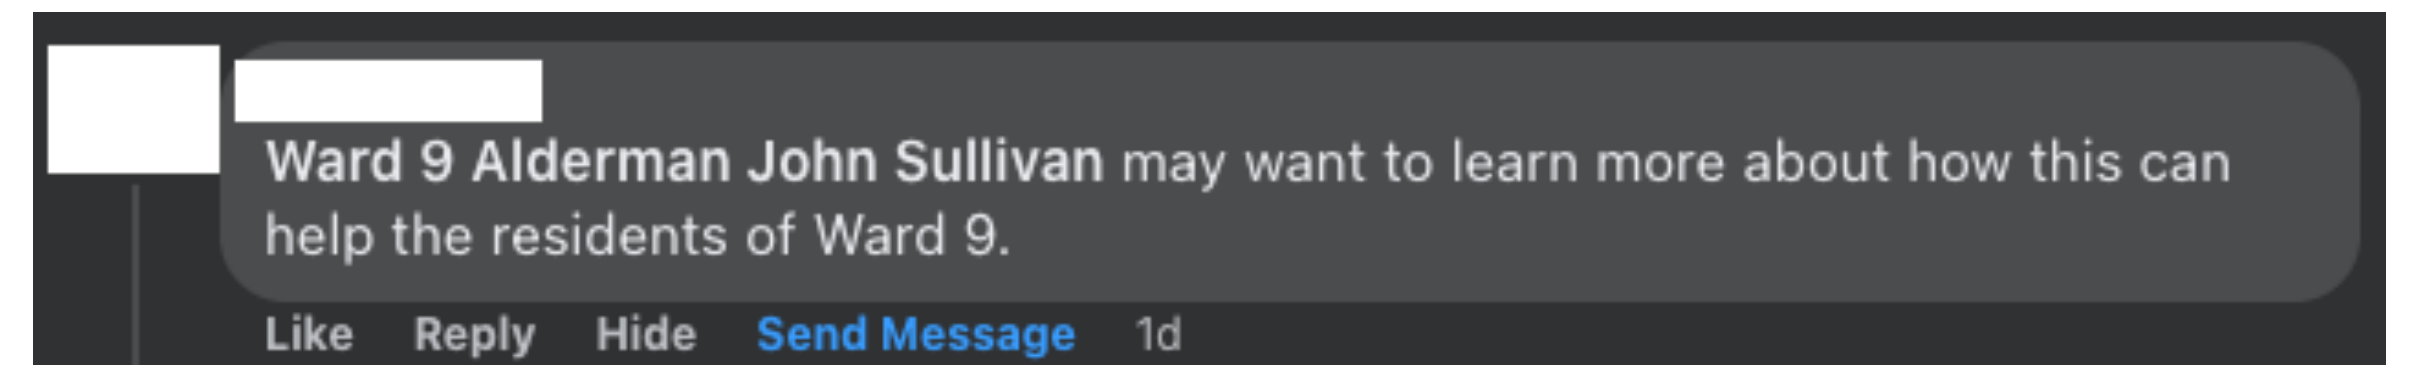 Ward 9 Alderman John Sullivan may want to learn more about how this can
help the residents of Ward 9.
Like Reply Hide Send Message 1d